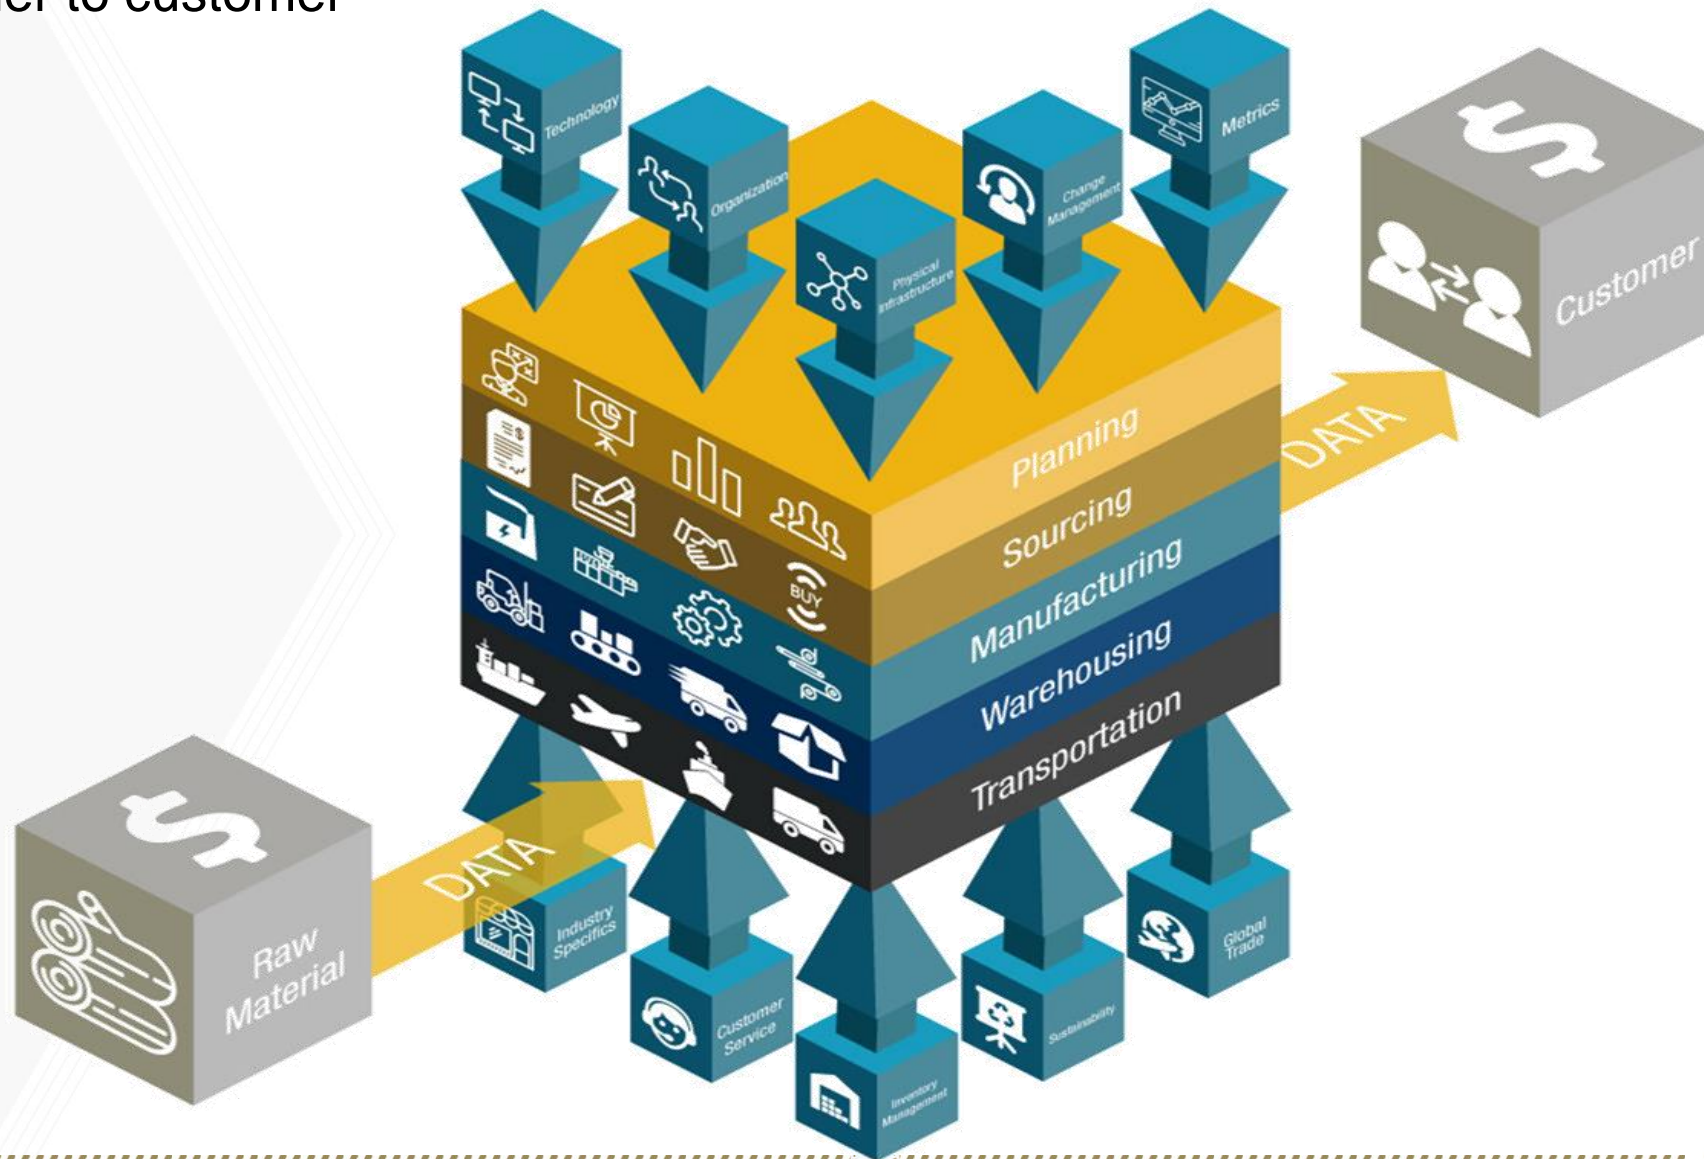 to customer
Technology
Organization
Physical
Infrastructure
Change
Management
Metrics
Customer
Planning
Sourcing
Manufacturing
Warehousing
Transportation
BUY
DATA
DATA
Raw
Material
Industry
Specifics
Customer
Service
Inventory
Management
Sustainability
Global
Trade